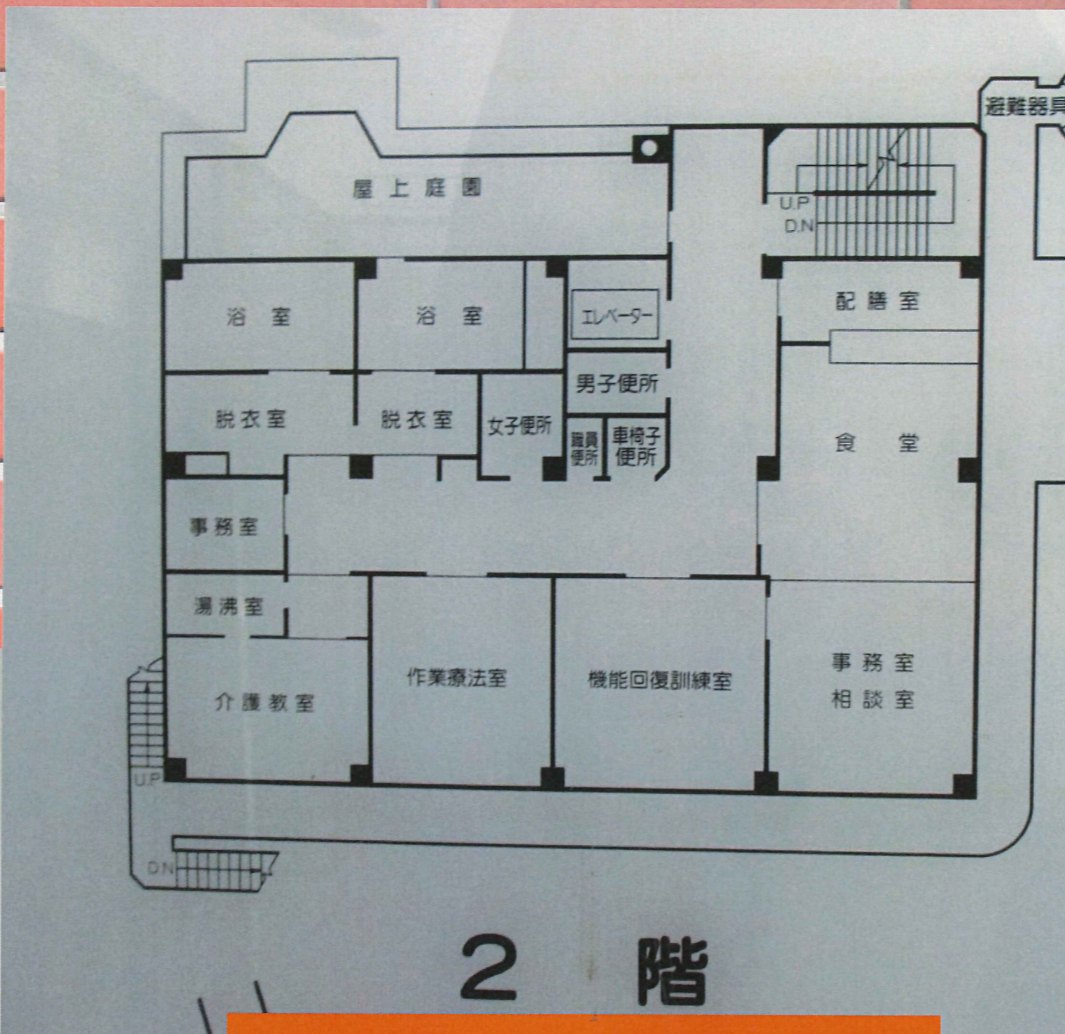 避難器具
屋上庭園
U.P
D.N
浴室
浴室
エレベーター
配膳室
男子便所
脱衣室
脱衣室
女子便所
職員
便所
車椅子
便所
食堂
事務室
湯沸室
介護教室
作業療法室
機能回復訓練室
事務室
相談室
U.P
D.N
2階